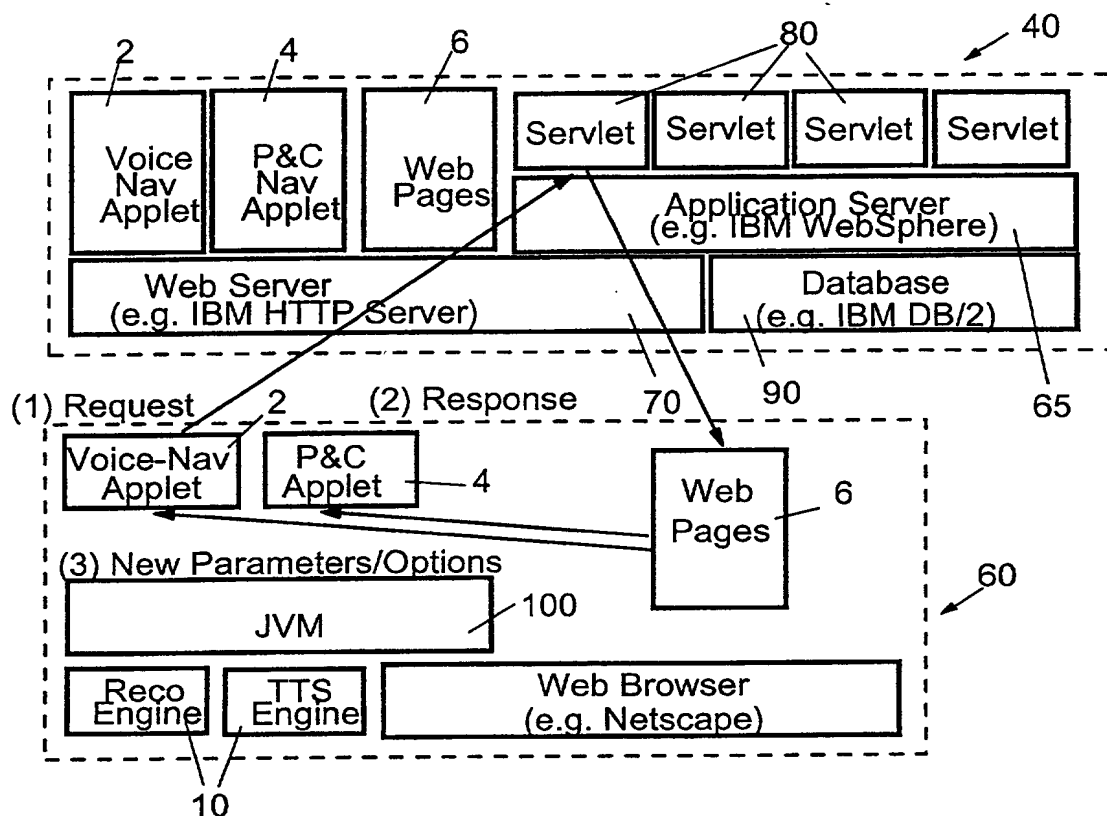 2
4
6
80
40
Voice
Nav
Applet
P&C
Nav
Applet
Web
Pages
Servlet
Servlet
Servlet
Servlet
Application Server
(e.g. IBM WebSphere)
Web Server
(e.g. IBM HTTP Server)
Database
(e.g. IBM DB/2)
(1) Request
2
(2) Response
70
90
65
Voice-Nav
Applet
P&C
Applet
4
Web
Pages
6
(3) New Parameters/Options
JVM
100
60
Reco
Engine
TTS
Engine
Web Browser
(e.g. Netscape)
10